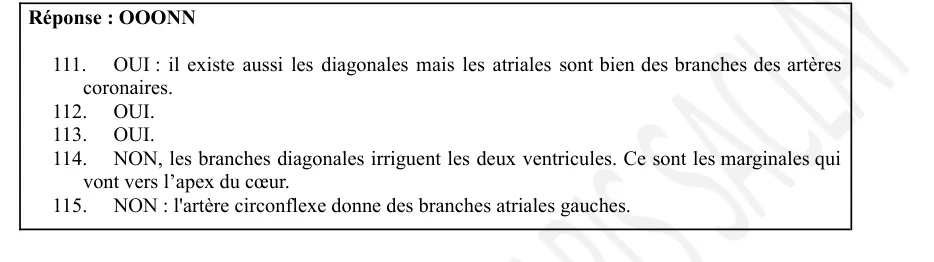 Réponse : OOONN
111. OUI : il existe aussi les diagonales mais les atriales sont bien des branches des artères
coronaires.
112. OUI.
113. OUI.
114. NON, les branches diagonales irriguent les deux ventricules. Ce sont les marginales qui
vont vers l’apex du cœur.
115. NON : l'artère circonflexe donne des branches atriales gauches.
PARIS SACLAY